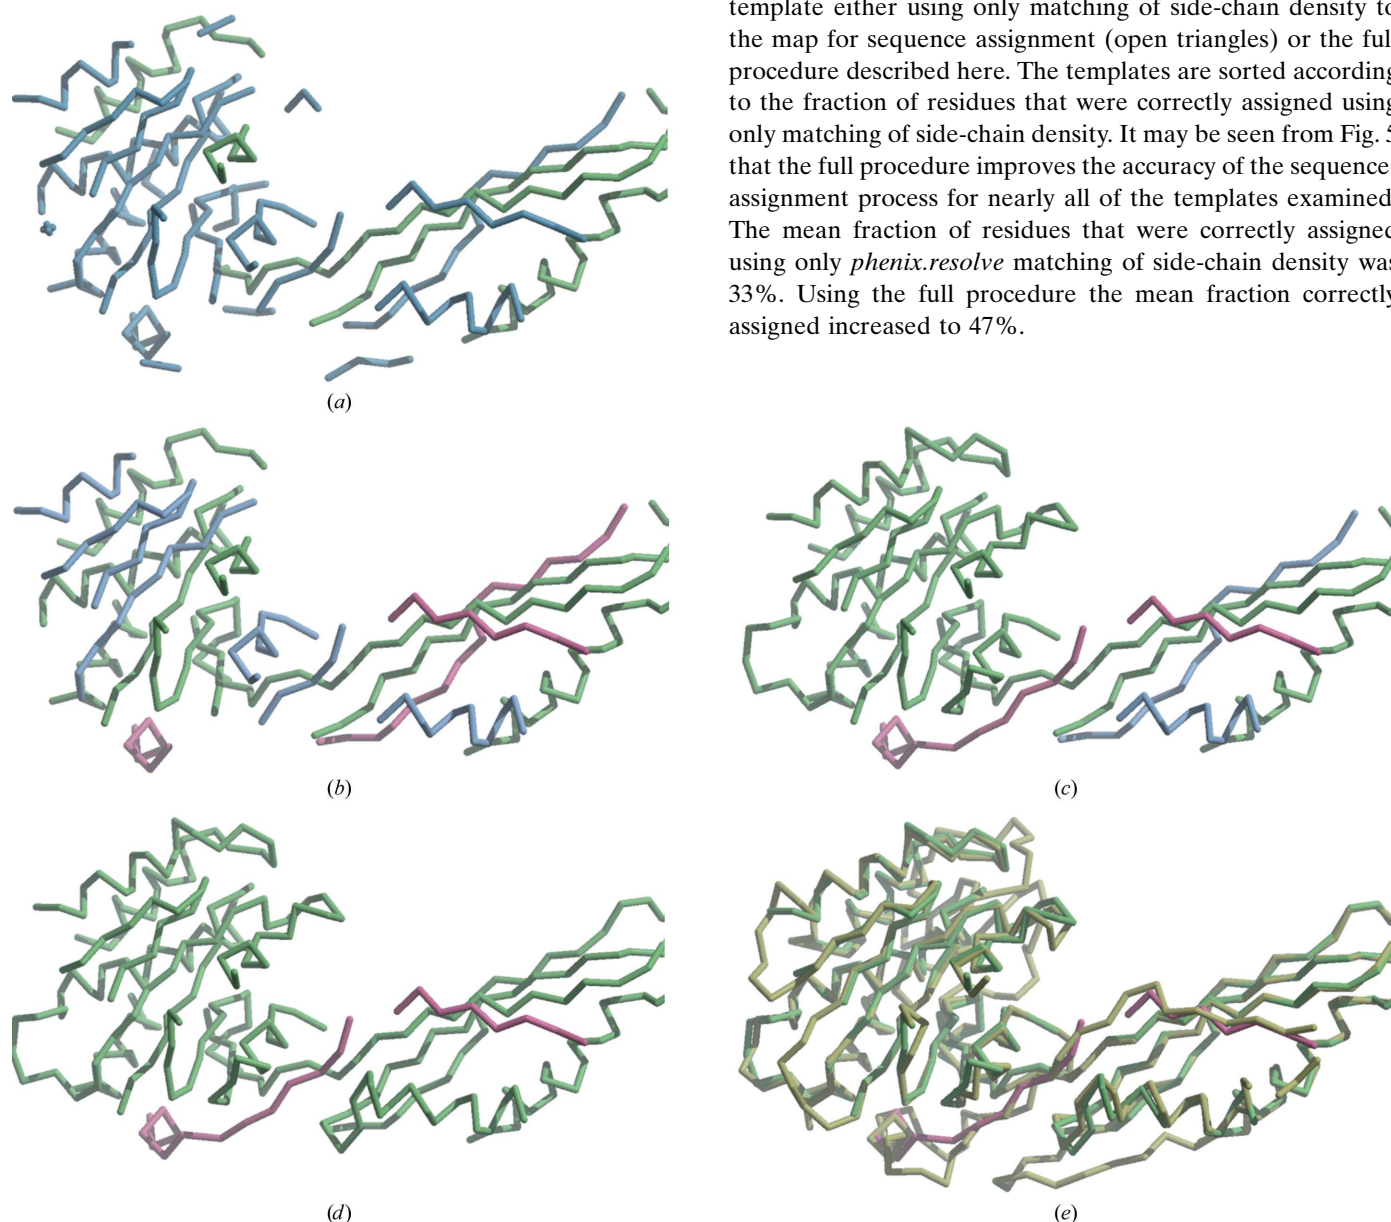 template either using only matching of side-chain density to
the map for sequence assignment (open triangles) or the full
procedure described here. The templates are sorted according
to the fraction of residues that were correctly assigned using
only matching of side-chain density. It may be seen from Fig. 5
that the full procedure improves the accuracy of the sequence-
assignment process for nearly all of the templates examined.
The mean fraction of residues that were correctly assigned
using only phenix.resolve matching of side-chain density was
33%. Using the full procedure the mean fraction correctly
assigned increased to 47%.
(a)
(b)
(c)
(d)
(e)